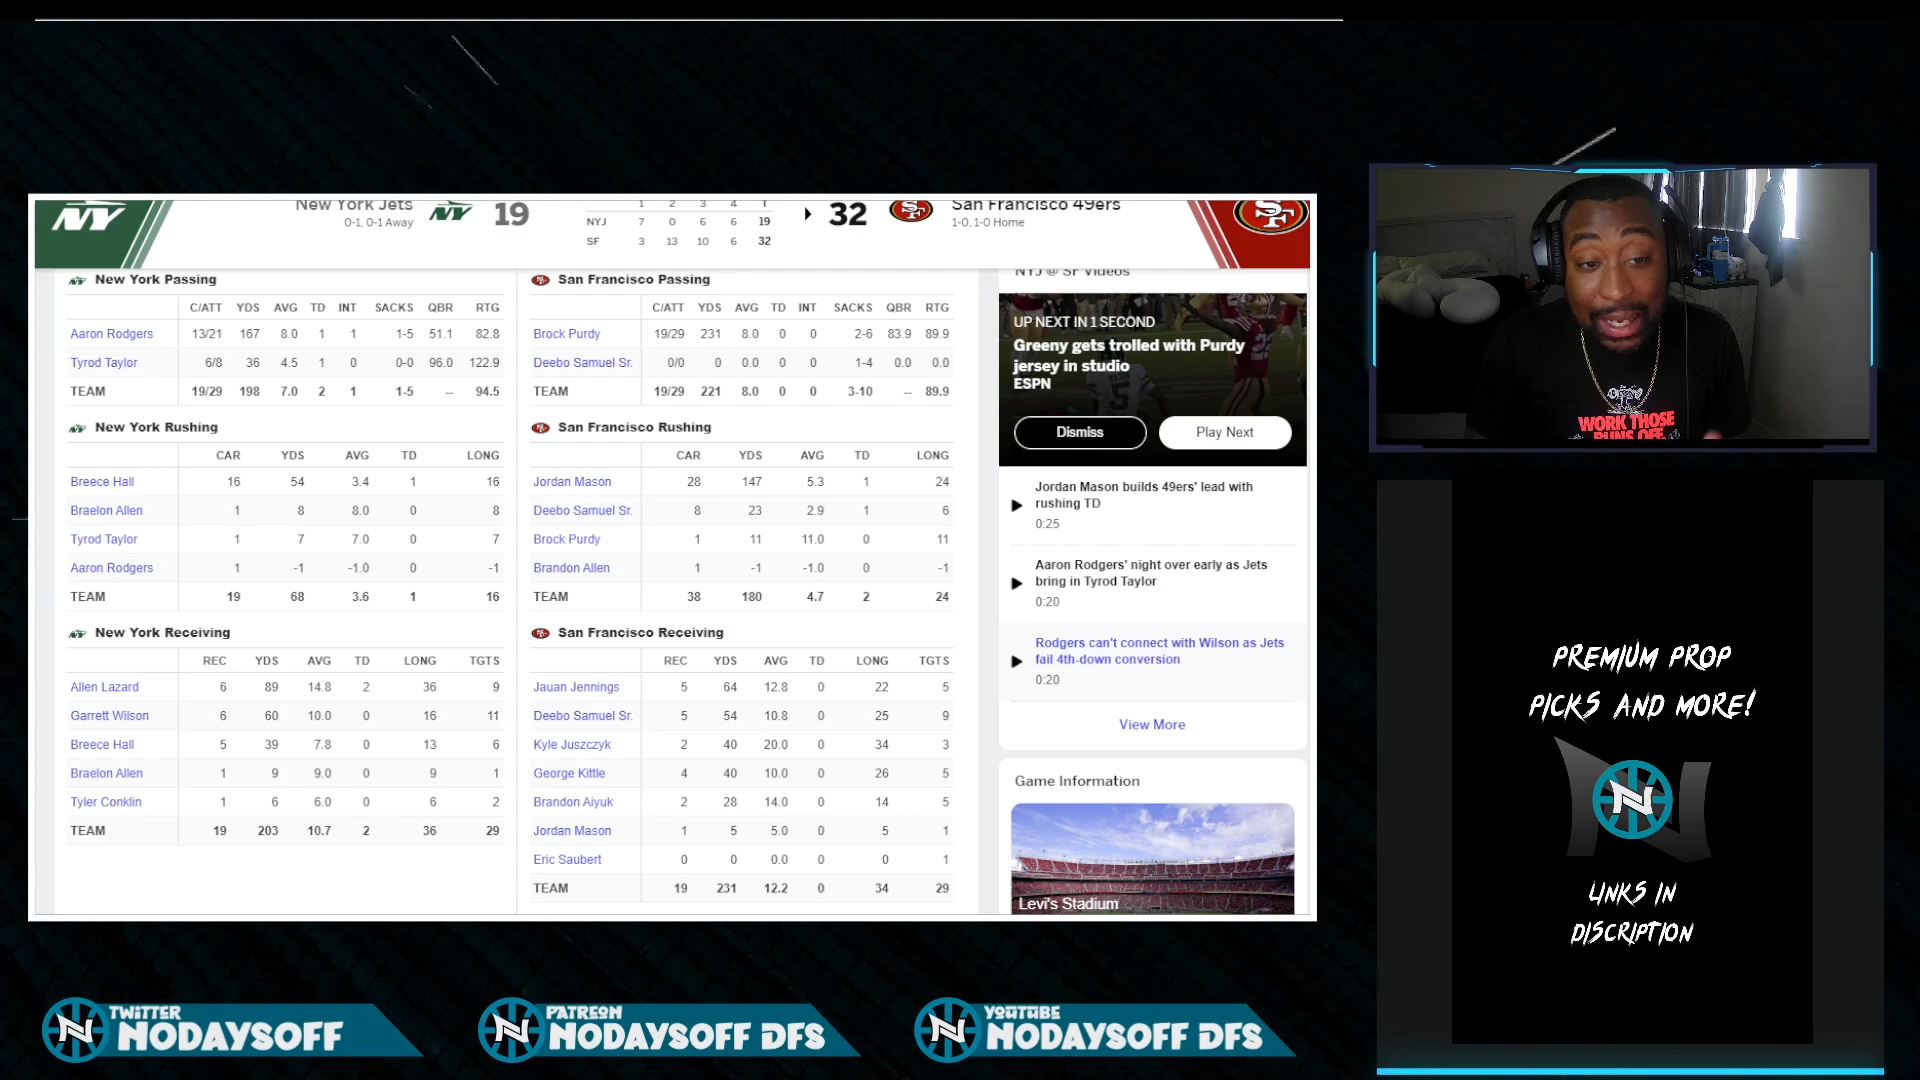 NY
New York Jets
0-1, 0-1 Away
19
1 2 3 4 T
NYJ 7 0 6 6 19
SF 3 13 10 6 32
32
San Francisco 49ers
1-0, 1-0 Home
SF
New York Passing
C/ATT YDS AVG TD INT SACKS QBR RTG
Aaron Rodgers 13/21 167 8.0 1 1 1-5 51.1 82.8
Tyrod Taylor 6/8 36 4.5 1 0 0-0 96.0 122.9
TEAM 19/29 198 7.0 2 1 1-5 -- 94.5
San Francisco Passing
C/ATT YDS AVG TD INT SACKS QBR RTG
Brock Purdy 19/29 231 8.0 0 0 2-6 83.9 89.9
Deebo Samuel Sr. 0/0 0 0.0 0 0 1-4 0.0 0.0
TEAM 19/29 221 8.0 0 0 3-10 -- 89.9
New York Rushing
CAR YDS AVG TD LONG
Breece Hall 16 54 3.4 1 16
Braelon Allen 1 8 8.0 0 8
Tyrod Taylor 1 7 7.0 0 7
Aaron Rodgers 1 -1 -1.0 0 -1
TEAM 19 68 3.6 1 16
San Francisco Rushing
CAR YDS AVG TD LONG
Jordan Mason 28 147 5.3 1 24
Deebo Samuel Sr. 8 23 2.9 1 6
Brock Purdy 1 11 11.0 0 11
Brandon Allen 1 -1 -1.0 0 -1
TEAM 38 180 4.7 2 24
New York Receiving
REC YDS AVG TD LONG TGTS
Allen Lazard 6 89 14.8 2 36 9
Garrett Wilson 6 60 10.0 0 16 11
Breece Hall 5 39 7.8 0 13 6
Braelon Allen 1 9 9.0 0 9 1
Tyler Conklin 1 6 6.0 0 6 2
TEAM 19 203 10.7 2 36 29
San Francisco Receiving
REC YDS AVG TD LONG TGTS
Jauan Jennings 5 64 12.8 0 22 5
Deebo Samuel Sr. 5 54 10.8 0 25 9
Kyle Juszczyk 2 40 20.0 0 34 3
George Kittle 4 40 10.0 0 26 5
Brandon Aiyuk 2 28 14.0 0 14 5
Jordan Mason 1 5 5.0 0 5 1
Eric Saubert 0 0 0.0 0 0 1
TEAM 19 231 12.2 0 34 29
NYJ @ SF Videos
UP NEXT IN 1 SECOND
Greeny gets trolled with Purdy
jersey in studio
ESPN
Dismiss
Play Next
Jordan Mason builds 49ers' lead with
rushing TD
0:25
Aaron Rodgers' night over early as Jets
bring in Tyrod Taylor
0:20
Rodgers can't connect with Wilson as Jets
fail 4th-down conversion
0:20
View More
Game Information
Levi's Stadium
WORK THOSE
RUNS OFF
PREMIUM PROP
PICKS AND MORE!
N
LINKS IN
DISCRIPTION
N
TWITTER
NODAYSOFF
N
PATREON
NODAYSOFF DFS
N
YOUTUBE
NODAYSOFF DFS